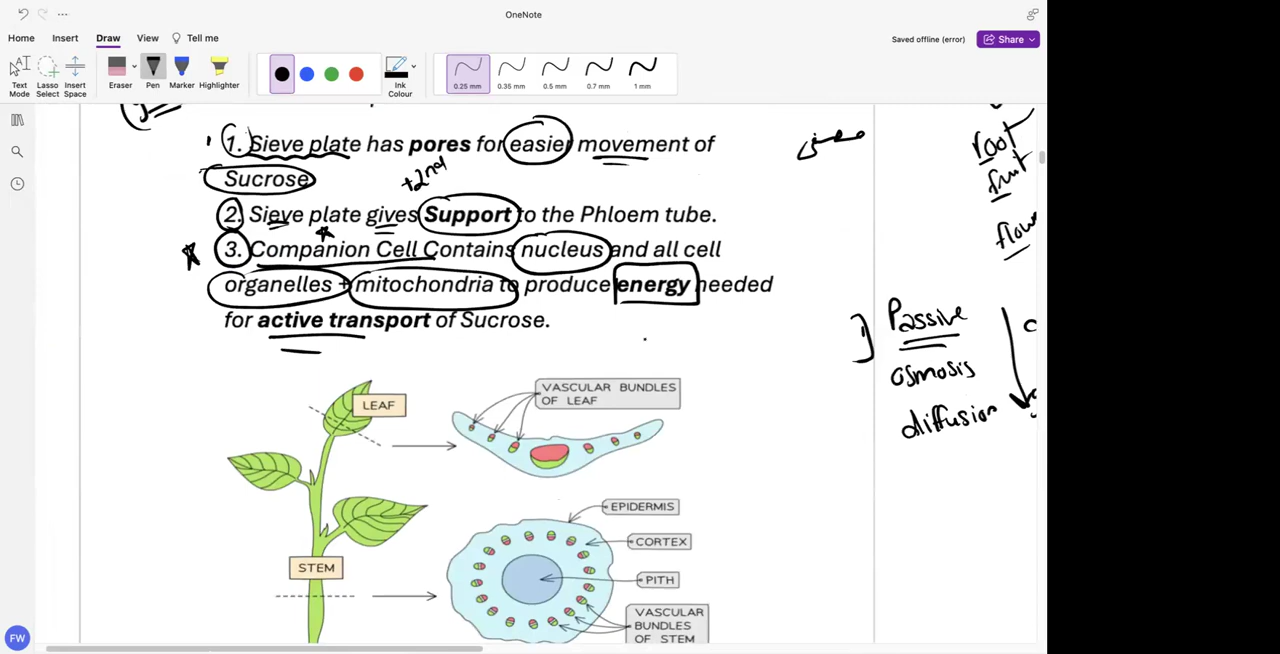 OneNote
Home Insert Draw View Tell me
Saved offline (error)
Share
Text Mode
Lasso Select
Insert Space
Eraser
Pen
Marker
Highlighter
Ink Colour
0.25 mm
0.35 mm
0.5 mm
0.7 mm
1 mm
1. Sieve plate has pores for easier movement of
Sucrose
+2nd
2. Sieve plate gives Support to the Phloem tube.
3. Companion Cell Contains nucleus and all cell
organelles + mitochondria to produce energy needed
for active transport of Sucrose.
root
fruit
flow
Passive
osmosis
diffusion
LEAF
VASCULAR BUNDLES
OF LEAF
EPIDERMIS
CORTEX
STEM
PITH
VASCULAR
BUNDLES
OF STEM
FW